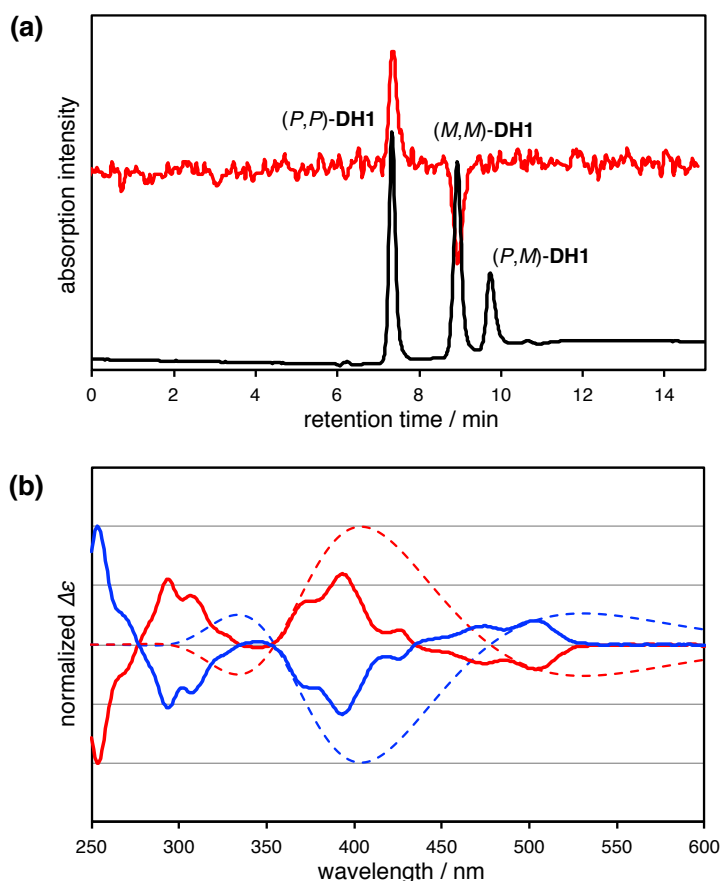 (a)
absorption intensity
(P,P)-DH1
(M,M)-DH1
(P,M)-DH1
0 2 4 6 8 10 12 14
retention time / min
(b)
normalized Δε
250 300 350 400 450 500 550 600
wavelength / nm